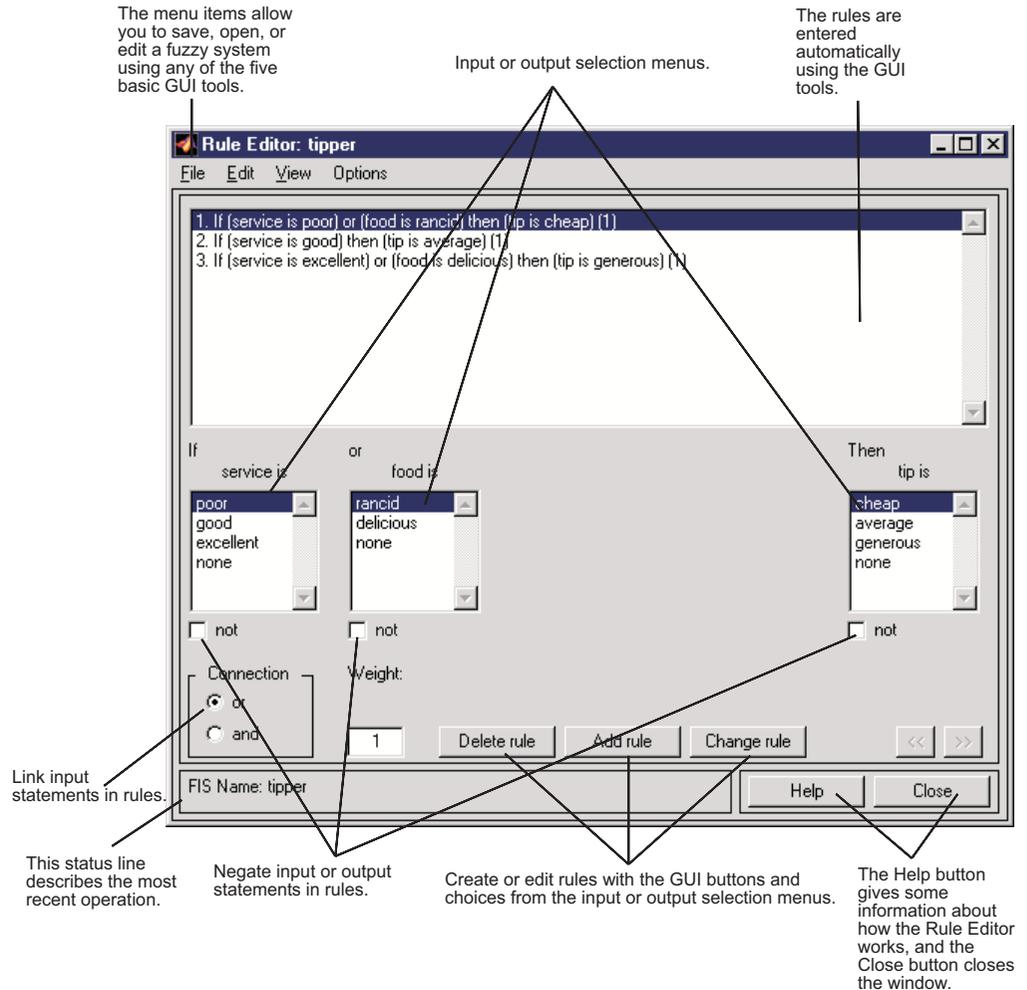 The menu items allow
you to save, open, or
edit a fuzzy system
using any of the five
basic GUI tools.
Input or output selection menus.
The rules are
entered
automatically
using the GUI
tools.
Rule Editor: tipper
File Edit View Options
1. If (service is poor) or (food is rancid) then (tip is cheap) (1)
2. If (service is good) then (tip is average) (1)
3. If (service is excellent) or (food is delicious) then (tip is generous) (1)
If
service is
poor
good
excellent
none
not
or
food is
rancid
delicious
none
not
Then
tip is
cheap
average
generous
none
not
Connection
or
and
Weight:
1
Delete rule
Add rule
Change rule
<<
>>
FIS Name: tipper
Help
Close
Link input
statements in rules.
This status line
describes the most
recent operation.
Negate input or output
statements in rules.
Create or edit rules with the GUI buttons and
choices from the input or output selection menus.
The Help button
gives some
information about
how the Rule Editor
works, and the
Close button closes
the window.